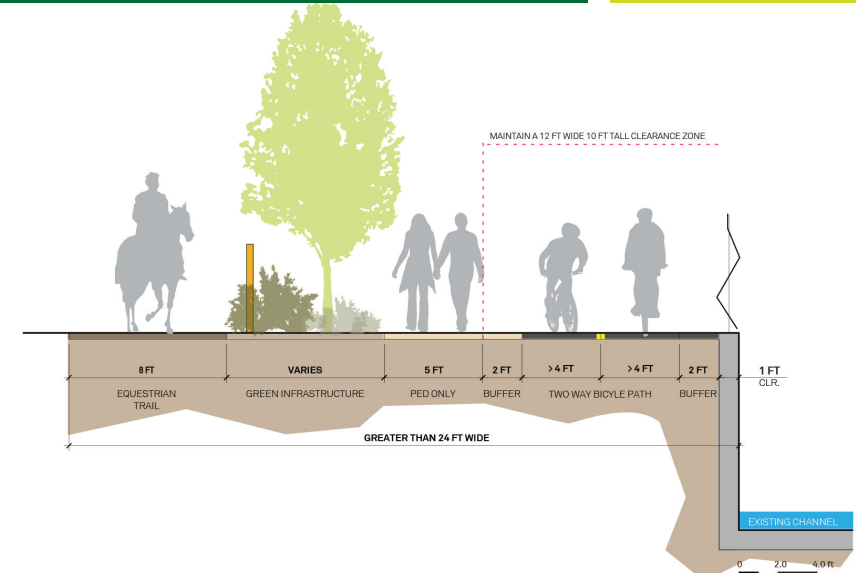 MAINTAIN A 12 FT WIDE 10 FT TALL CLEARANCE ZONE
8 FT
VARIES
5 FT
2 FT
> 4 FT
> 4 FT
2 FT
1 FT
CLR.
EQUESTRIAN
TRAIL
GREEN INFRASTRUCTURE
PED ONLY
BUFFER
TWO WAY BICYLE PATH
BUFFER
GREATER THAN 24 FT WIDE
EXISTING CHANNEL
0 2.0 4.0 ft